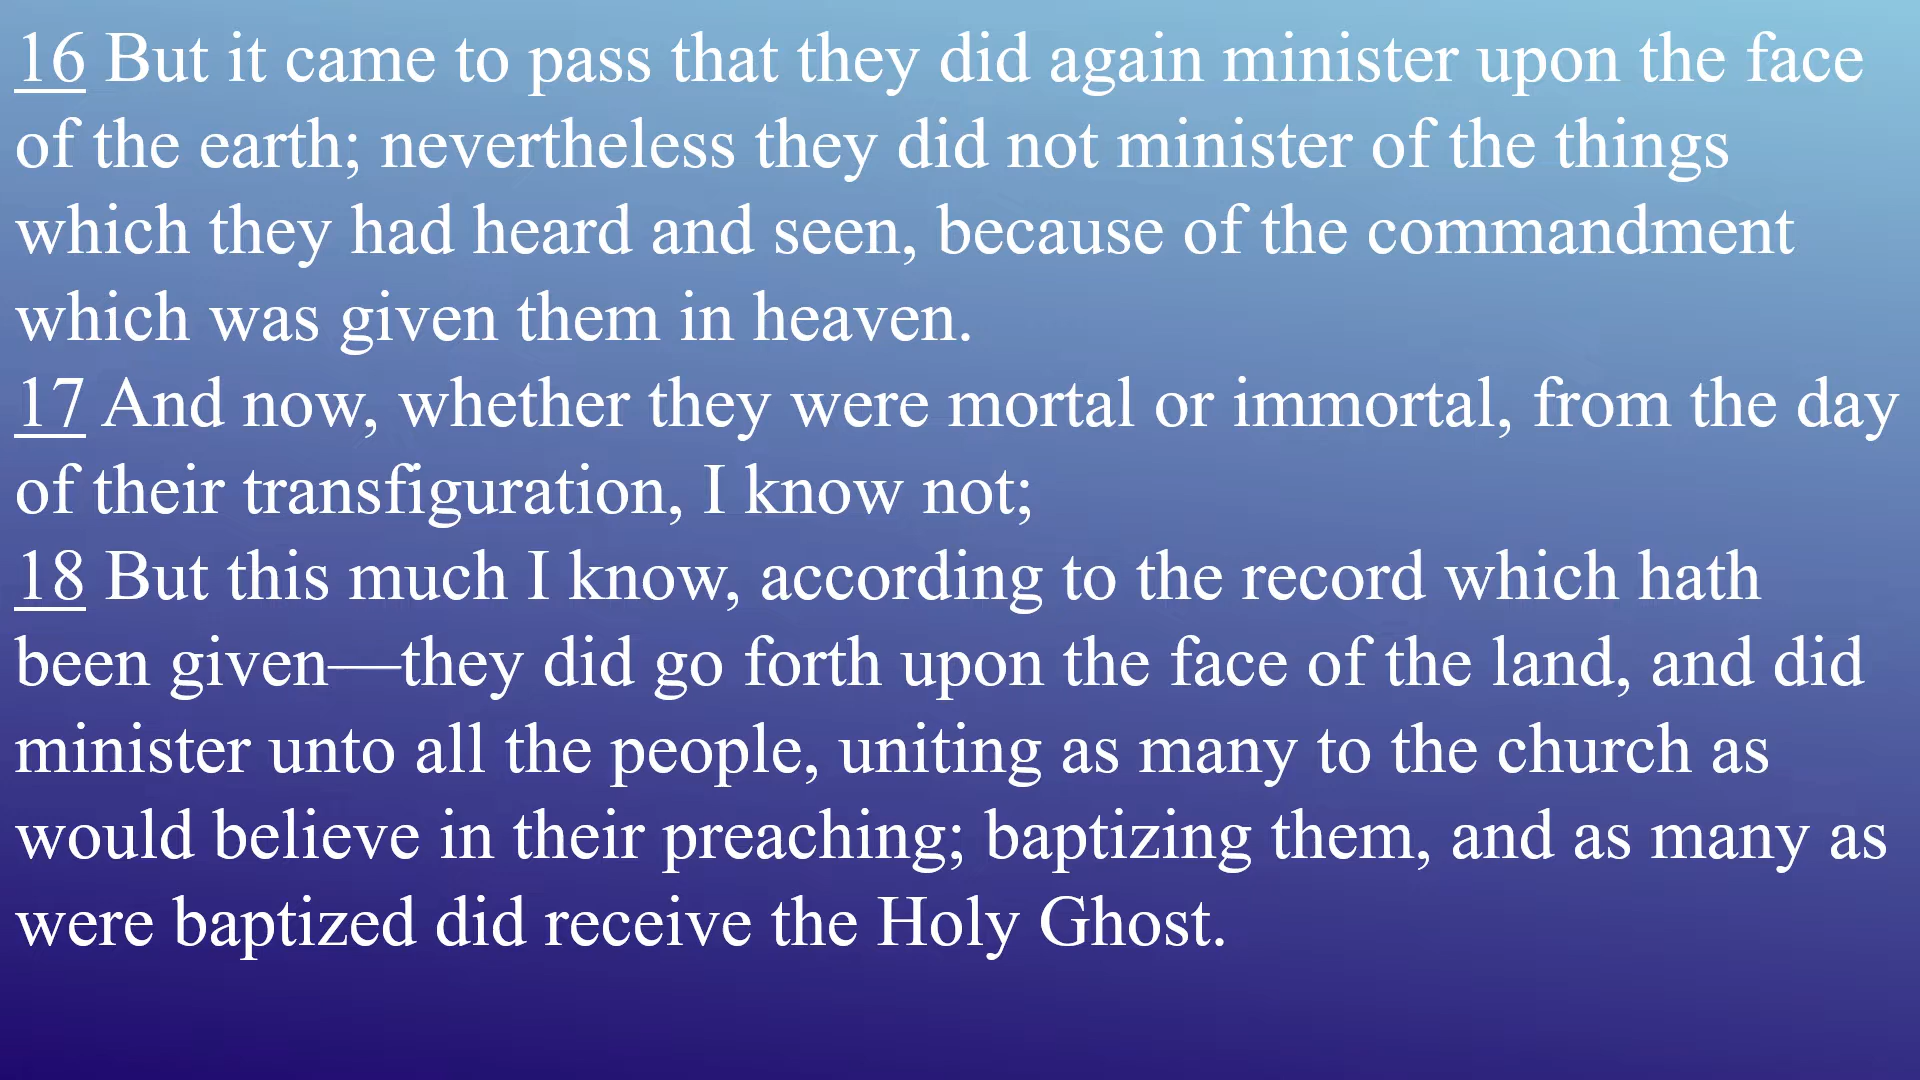 16 But it came to pass that they did again minister upon the face
of the earth; nevertheless they did not minister of the things
which they had heard and seen, because of the commandment
which was given them in heaven.
17 And now, whether they were mortal or immortal, from the day
of their transfiguration, I know not;
18 But this much I know, according to the record which hath
been given—they did go forth upon the face of the land, and did
minister unto all the people, uniting as many to the church as
would believe in their preaching; baptizing them, and as many as
were baptized did receive the Holy Ghost.